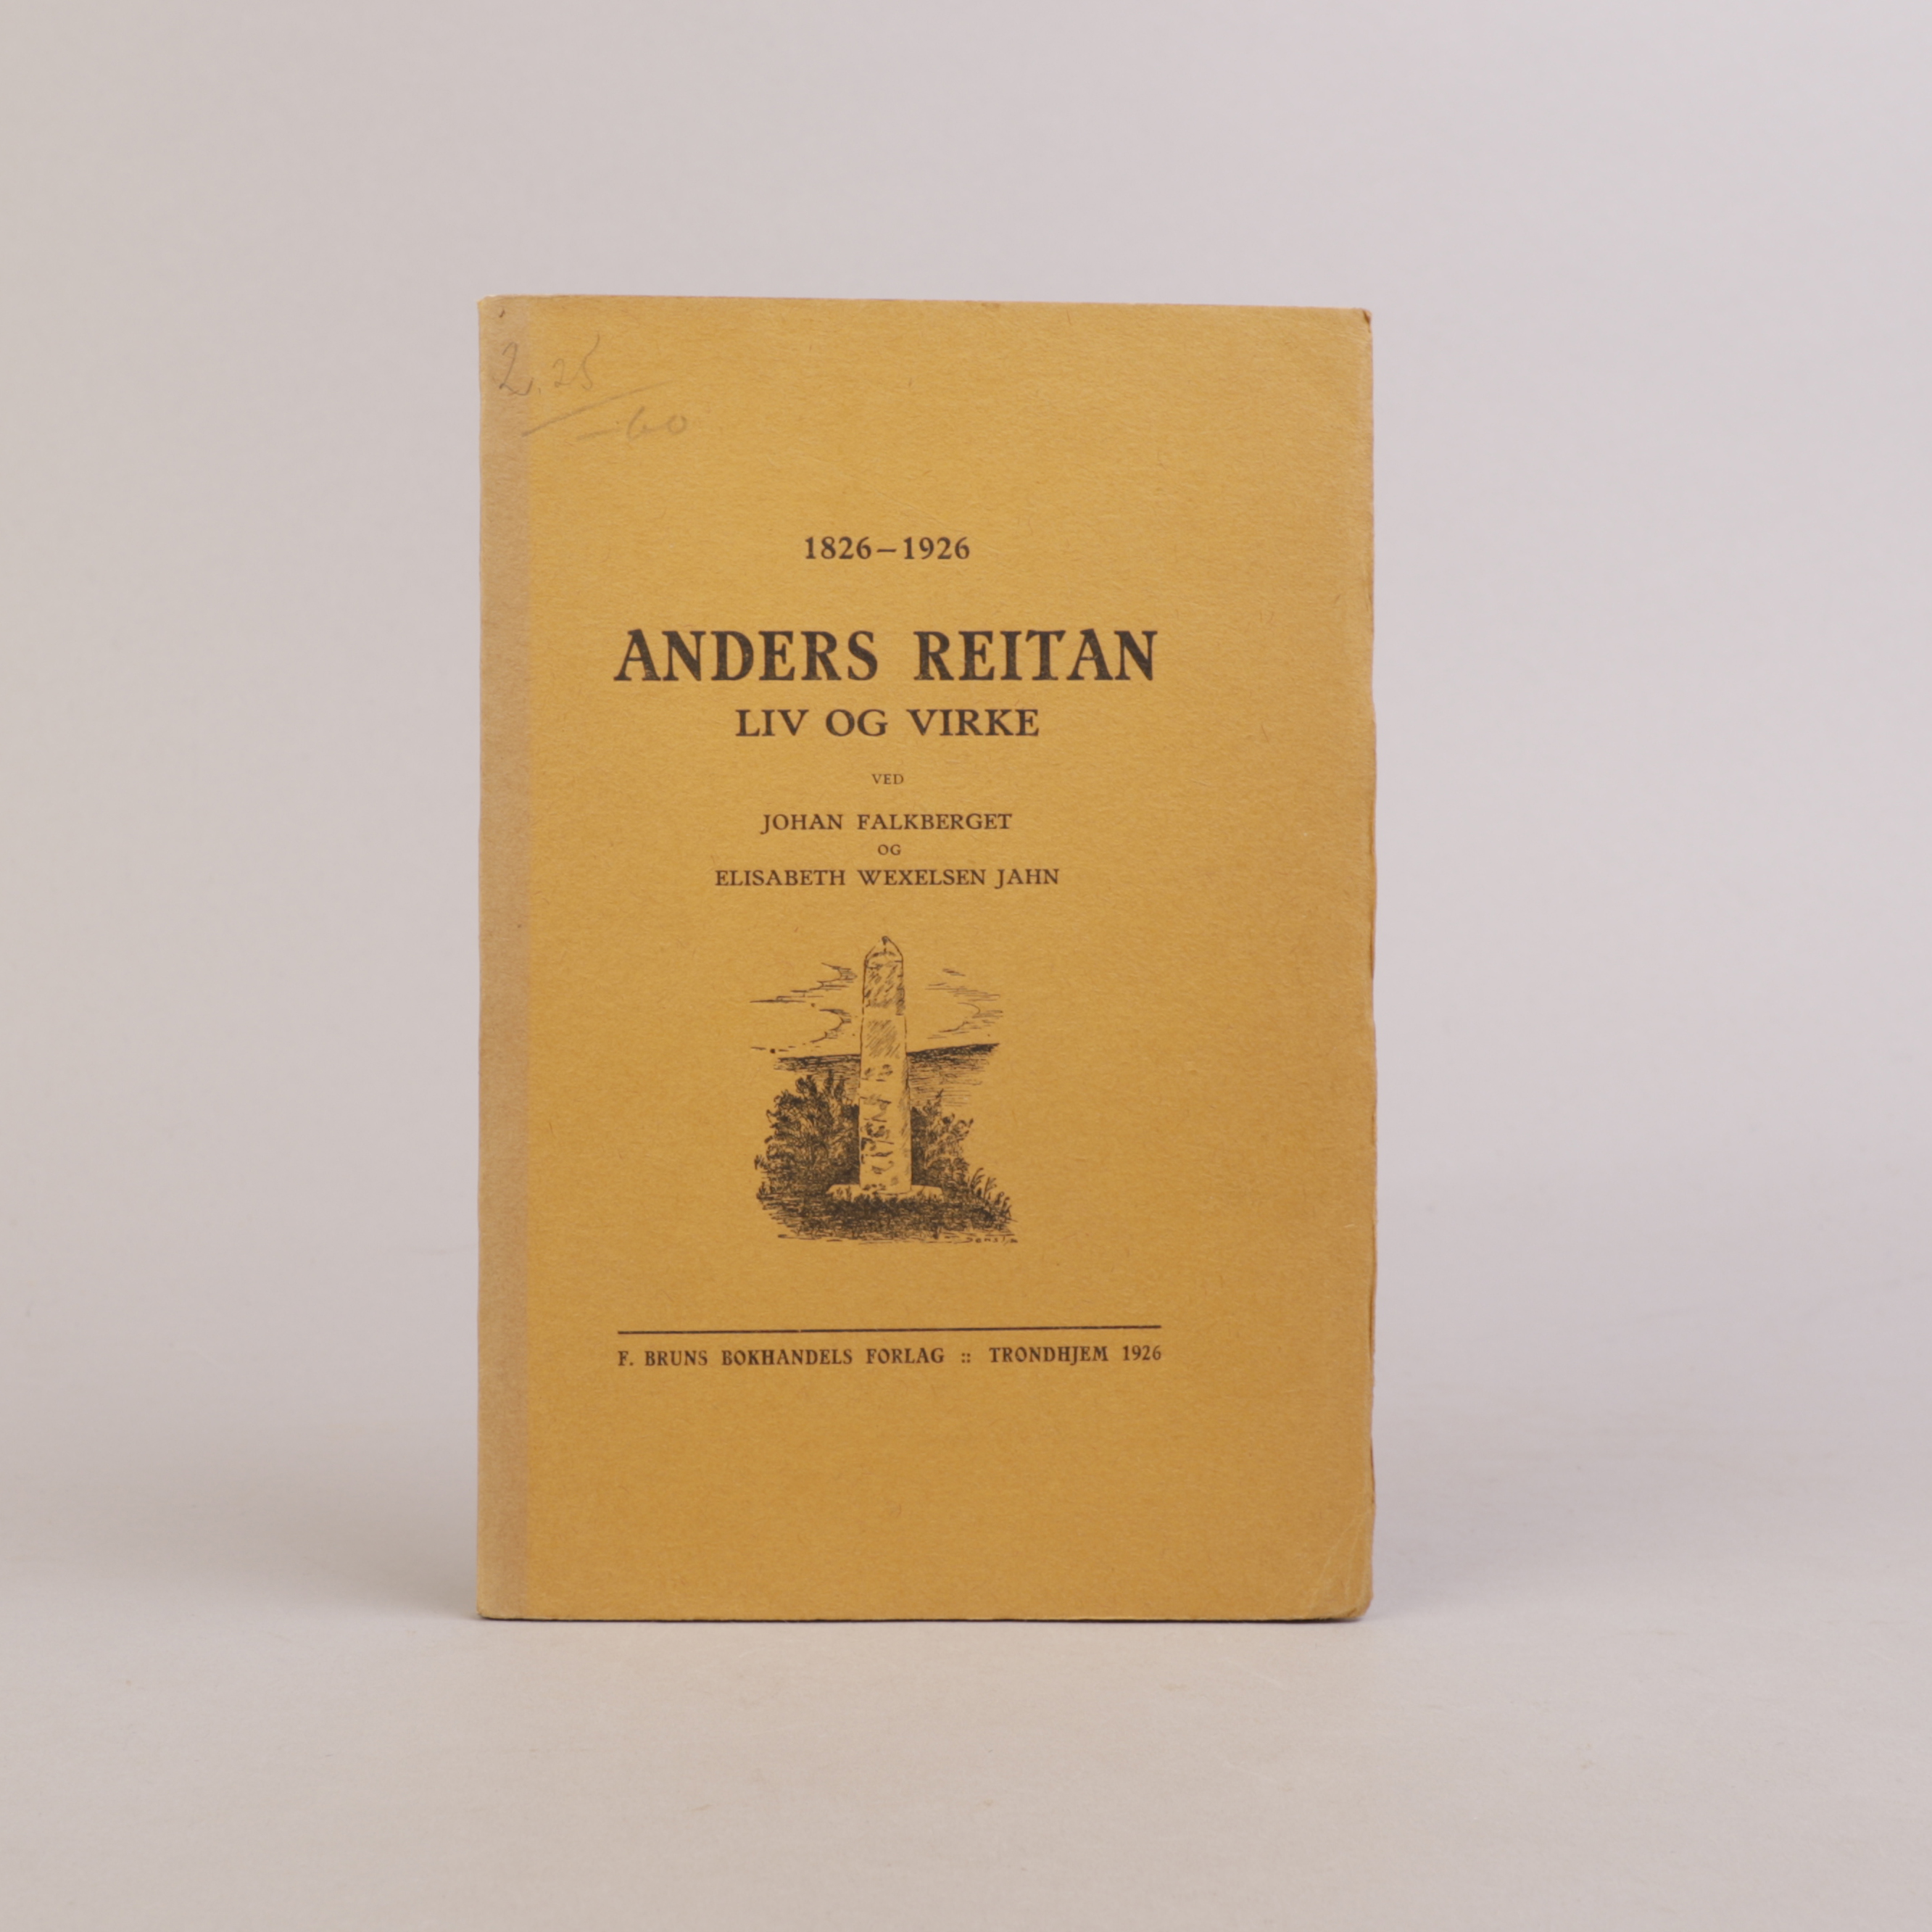 2.25
-60
1826–1926
ANDERS REITAN
LIV OG VIRKE
VED
JOHAN FALKBERGET
OG
ELISABETH WEXELSEN JAHN
F. BRUNS BOKHANDELS FORLAG :: TRONDHJEM 1926